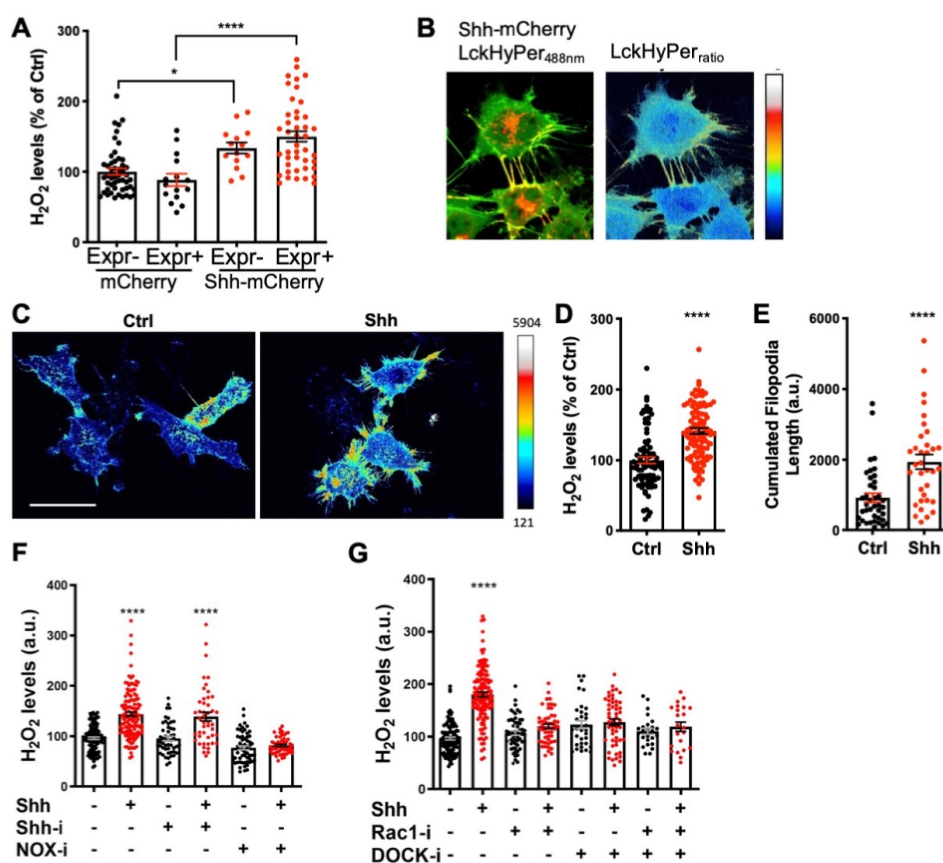 A
H₂O₂ levels (% of Ctrl)
300
200
100
0
****
*
Expr- Expr+ Expr- Expr+
mCherry Shh-mCherry
B
Shh-mCherry
LckHyPer488nm LckHyPerratio
C
Ctrl Shh
5904
121
D
H₂O₂ levels (% of Ctrl)
300
200
100
0
****
Ctrl Shh
E
Cumulated Filopodia
Length (a.u.)
6000
4000
2000
0
****
Ctrl Shh
F
H₂O₂ levels (a.u.)
400
300
200
100
0
**** ****
Shh - + - + - +
Shh-i - - + + - -
NOX-i - - - - + +
G
H₂O₂ levels (a.u.)
400
300
200
100
0
****
Shh - + - + - + - +
Rac1-i - - + + - - + +
DOCK-i - - - - + + + +